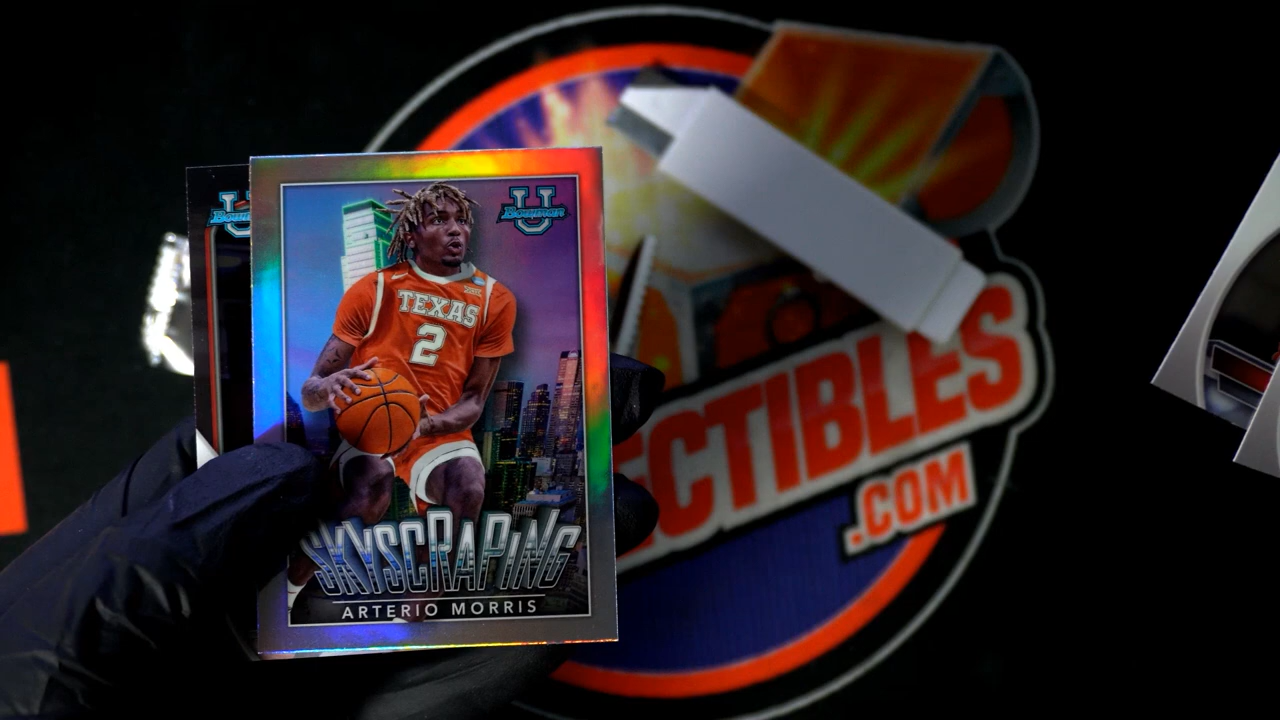 U
Bowman
TEXAS
2
SKYSCRAPING
ARTERIO MORRIS
ECTIBLES
.COM